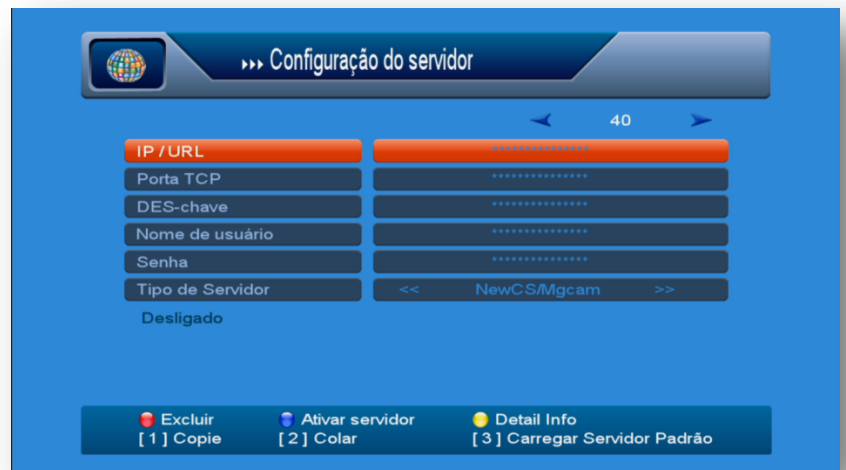 Configuração do servidor
40
IP / URL ***************
Porta TCP ***************
DES-chave ***************
Nome de usuário ***************
Senha ***************
Tipo de Servidor << NewCS/Mgcam >>
Desligado
Excluir Ativar servidor Detail Info
[ 1 ] Copie [ 2 ] Colar [ 3 ] Carregar Servidor Padrão